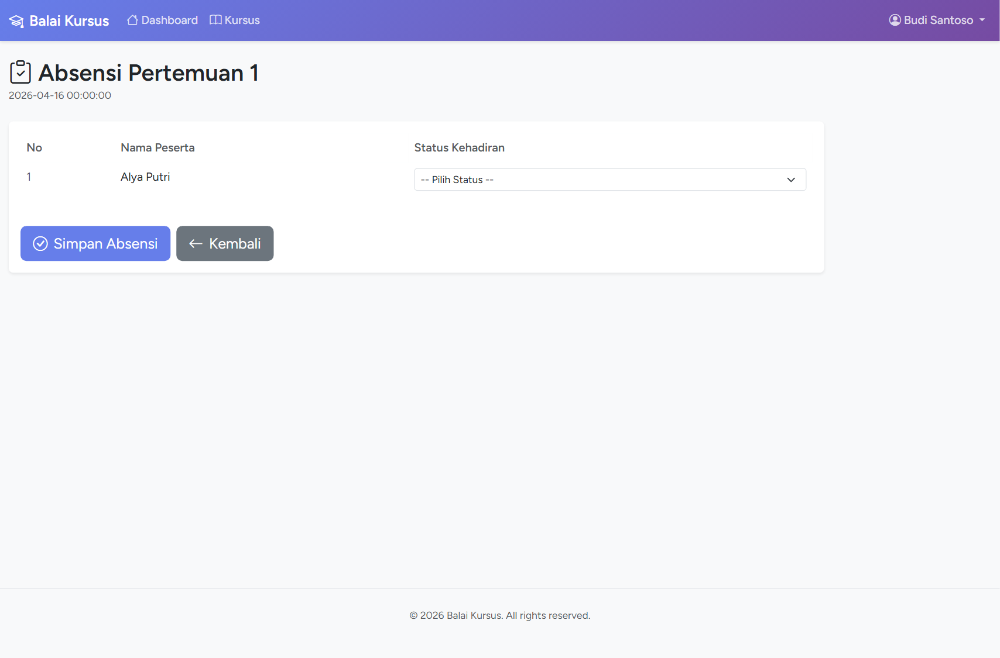 Balai Kursus Dashboard Kursus Budi Santoso
Absensi Pertemuan 1
2026-04-16 00:00:00
No Nama Peserta Status Kehadiran
1 Alya Putri -- Pilih Status --
Simpan Absensi Kembali
© 2026 Balai Kursus. All rights reserved.